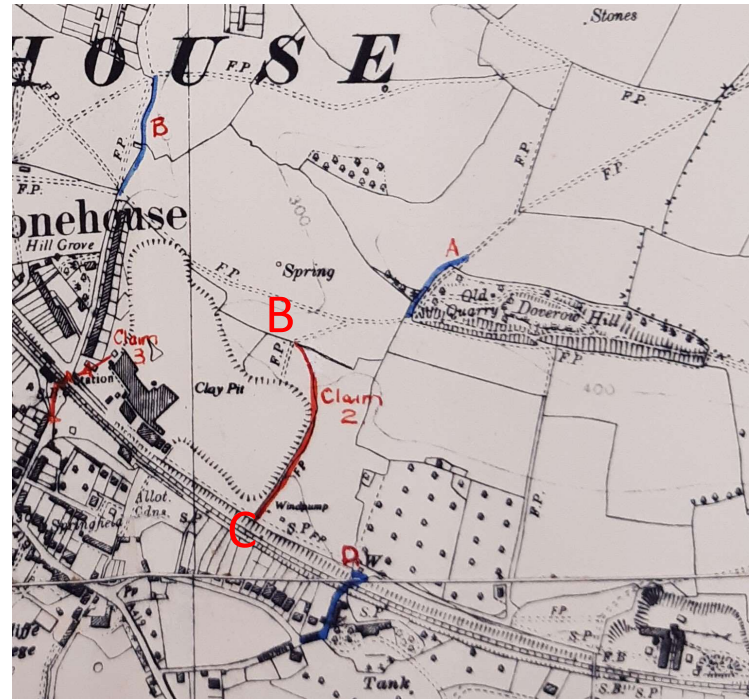 Stones
HOUSE
F.P.
F.P.
B
F.P.
F.P.
F.P.
F.P.
onehouse
Hill Grove
300
A
F.P.
Spring
Old
Quarry
Doverow
Hill
B
F.P.
F.P.
Claim
3
Station
Clay Pit
Claim
2
400
F.P.
F.P.
Allot.
Gdns.
Windpump
C
S.P.
S.P.
F.P.
Springfield
D
W
S.P.
F.P.
S.P.
F.B
S.B.
Tank